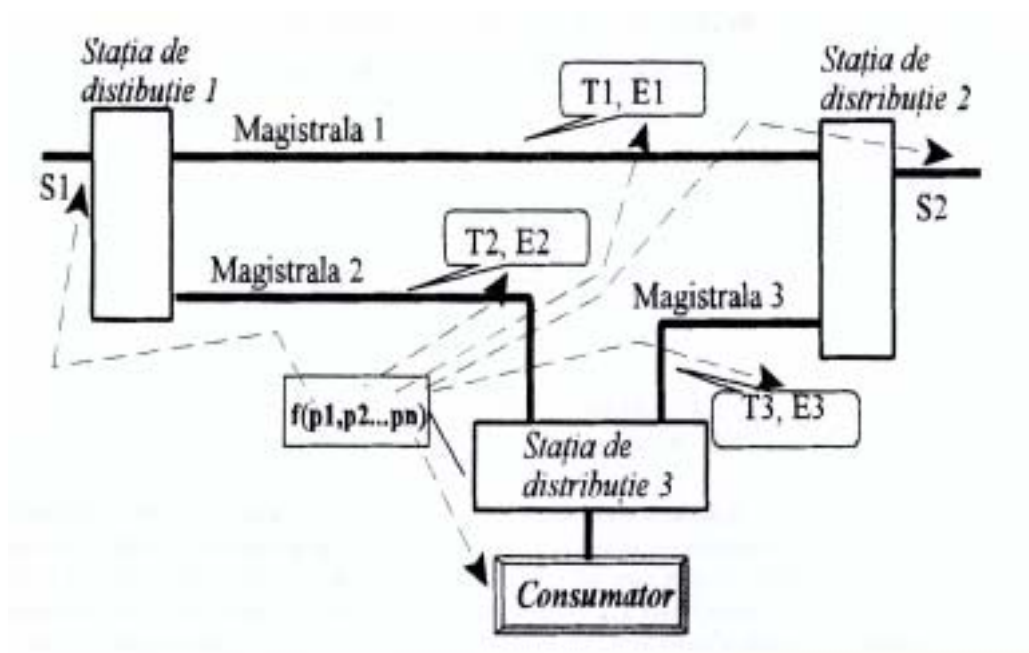 Stația de
distibuție 1
Stația de
distribuție 2
T1, E1
Magistrala 1
S1
S2
T2, E2
Magistrala 2
Magistrala 3
f(p1,p2...pn)
T3, E3
Stația de
distribuție 3
Consumator